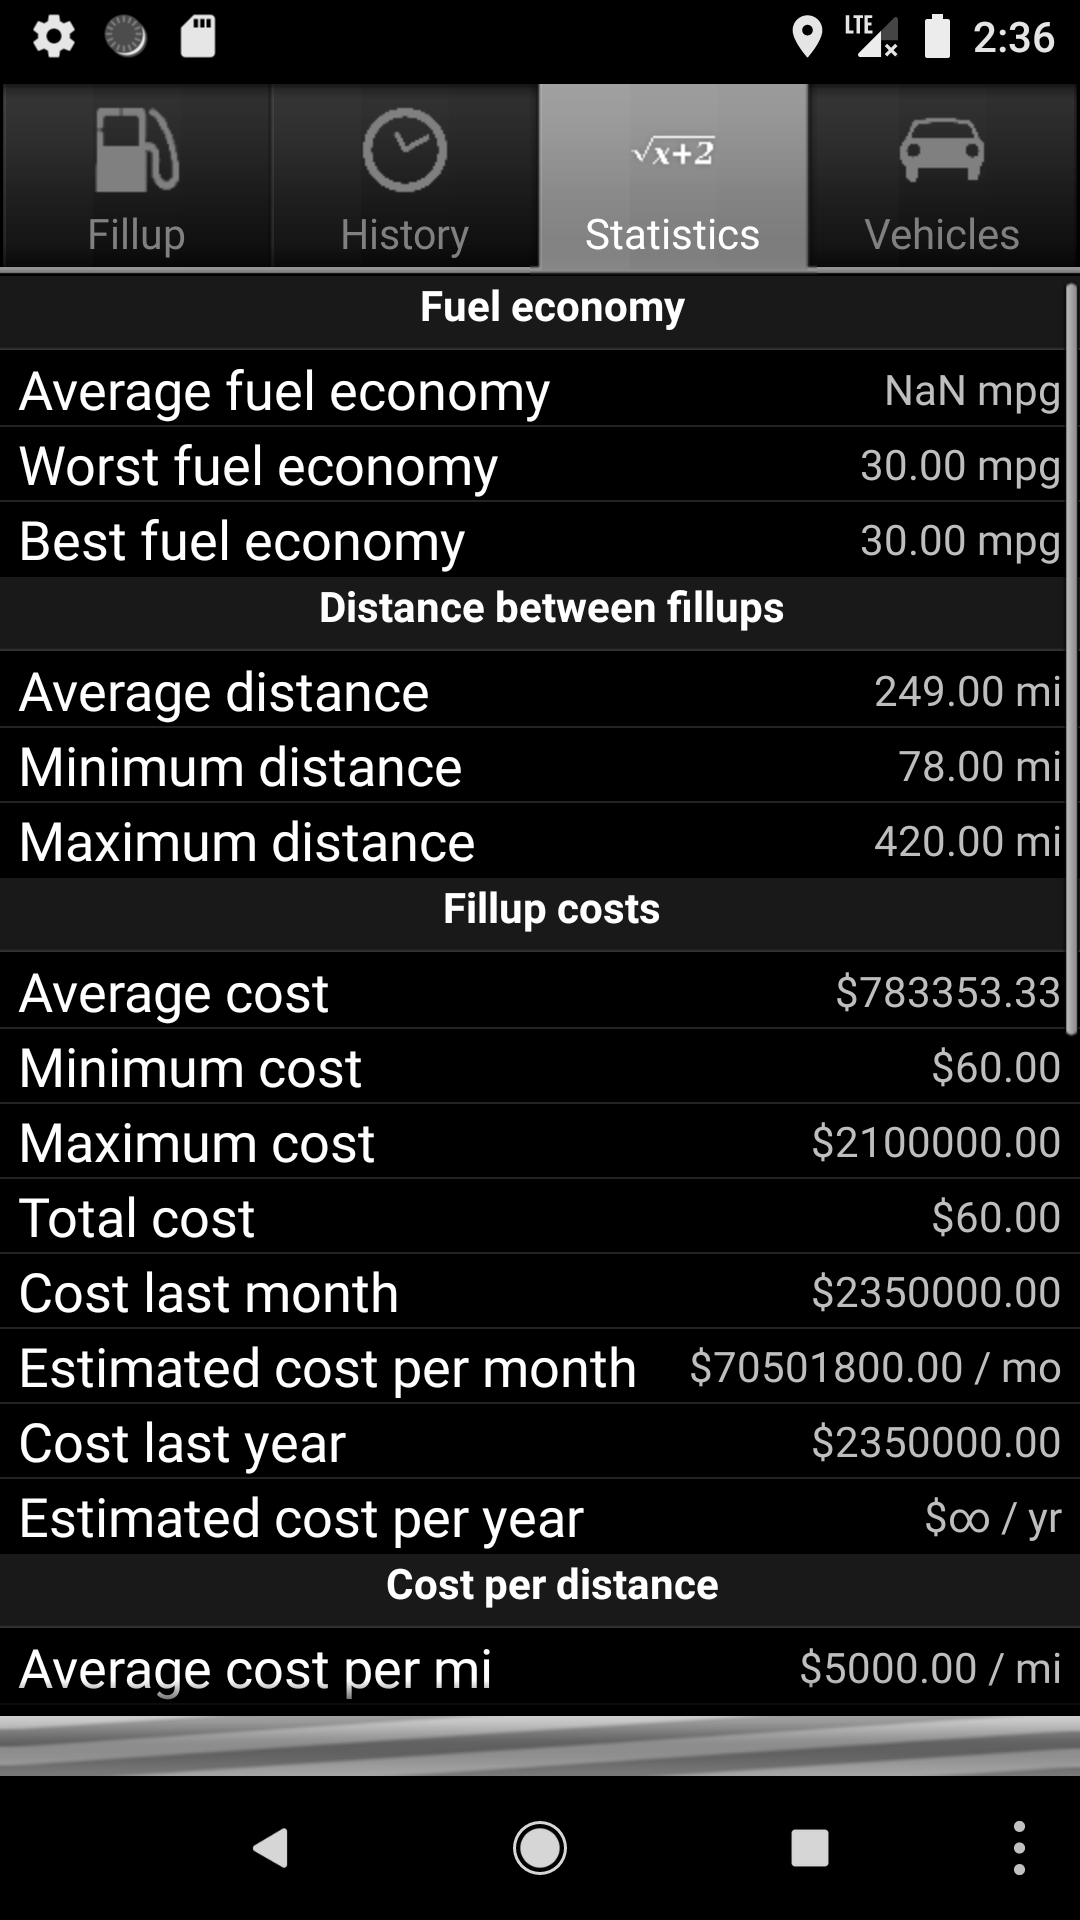 LTE 2:36
√x+2
Fillup History Statistics Vehicles
Fuel economy
Average fuel economy NaN mpg
Worst fuel economy 30.00 mpg
Best fuel economy 30.00 mpg
Distance between fillups
Average distance 249.00 mi
Minimum distance 78.00 mi
Maximum distance 420.00 mi
Fillup costs
Average cost $783353.33
Minimum cost $60.00
Maximum cost $2100000.00
Total cost $60.00
Cost last month $2350000.00
Estimated cost per month $70501800.00 / mo
Cost last year $2350000.00
Estimated cost per year $∞ / yr
Cost per distance
Average cost per mi $5000.00 / mi